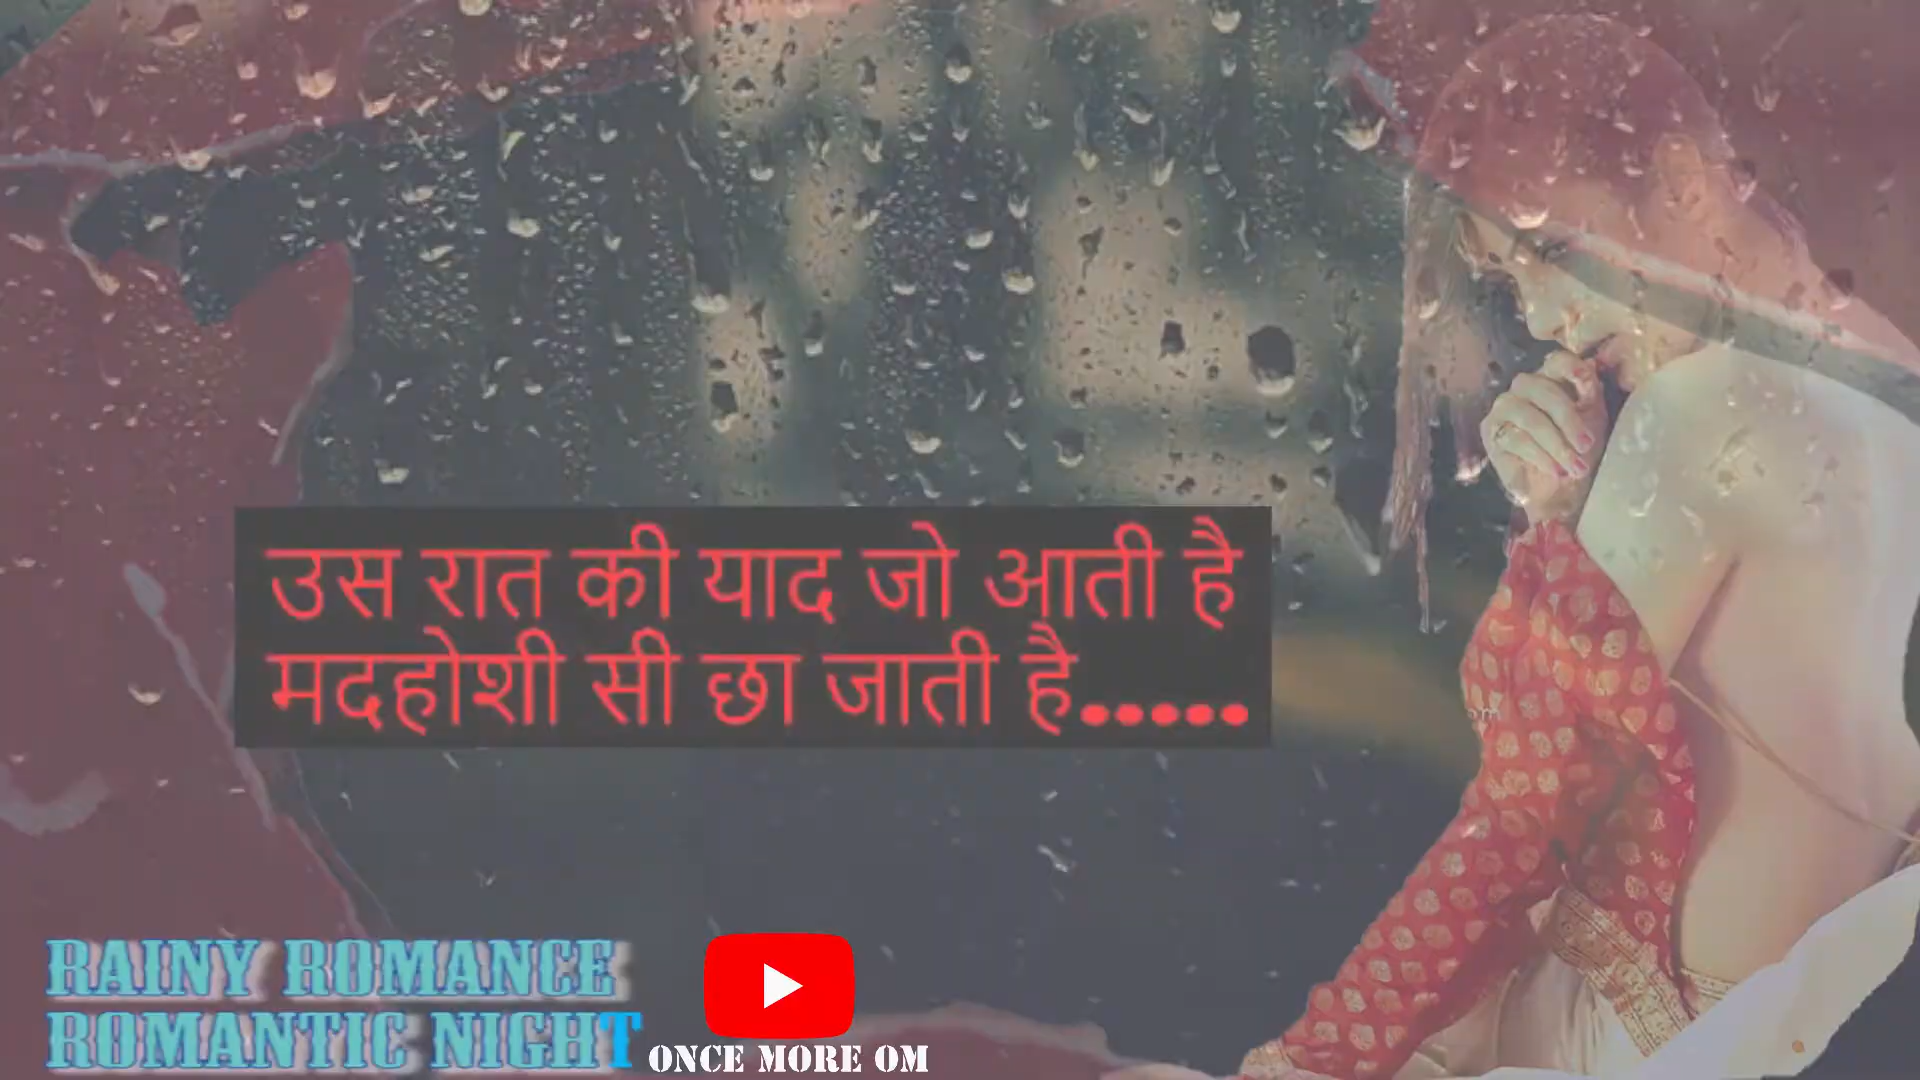 उस रात की याद जो आती है
मदहोशी सी छा जाती है.....
RAINY ROMANCE
ROMANTIC NIGHT
ONCE MORE OM